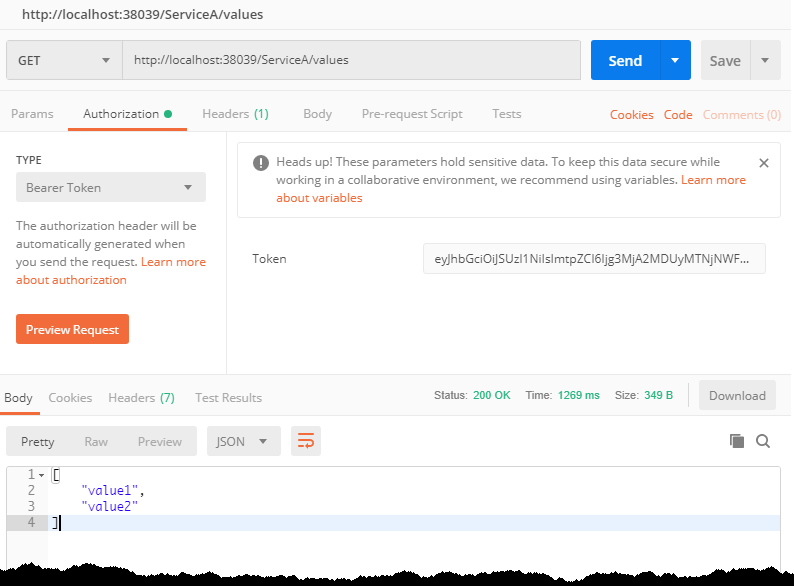 http://localhost:38039/ServiceA/values
GET http://localhost:38039/ServiceA/values Send Save
Params Authorization Headers (1) Body Pre-request Script Tests Cookies Code Comments (0)
TYPE
Bearer Token
The authorization header will be
automatically generated when
you send the request. Learn more
about authorization
Preview Request
Heads up! These parameters hold sensitive data. To keep this data secure while
working in a collaborative environment, we recommend using variables. Learn more
about variables
Token eyJhbGciOiJSUzI1NiIsImtpZCI6Ijg3MjA2MDUyMTNjNWF...
Body Cookies Headers (7) Test Results Status: 200 OK Time: 1269 ms Size: 349 B Download
Pretty Raw Preview JSON
1 [
2 "value1",
3 "value2"
4 ]